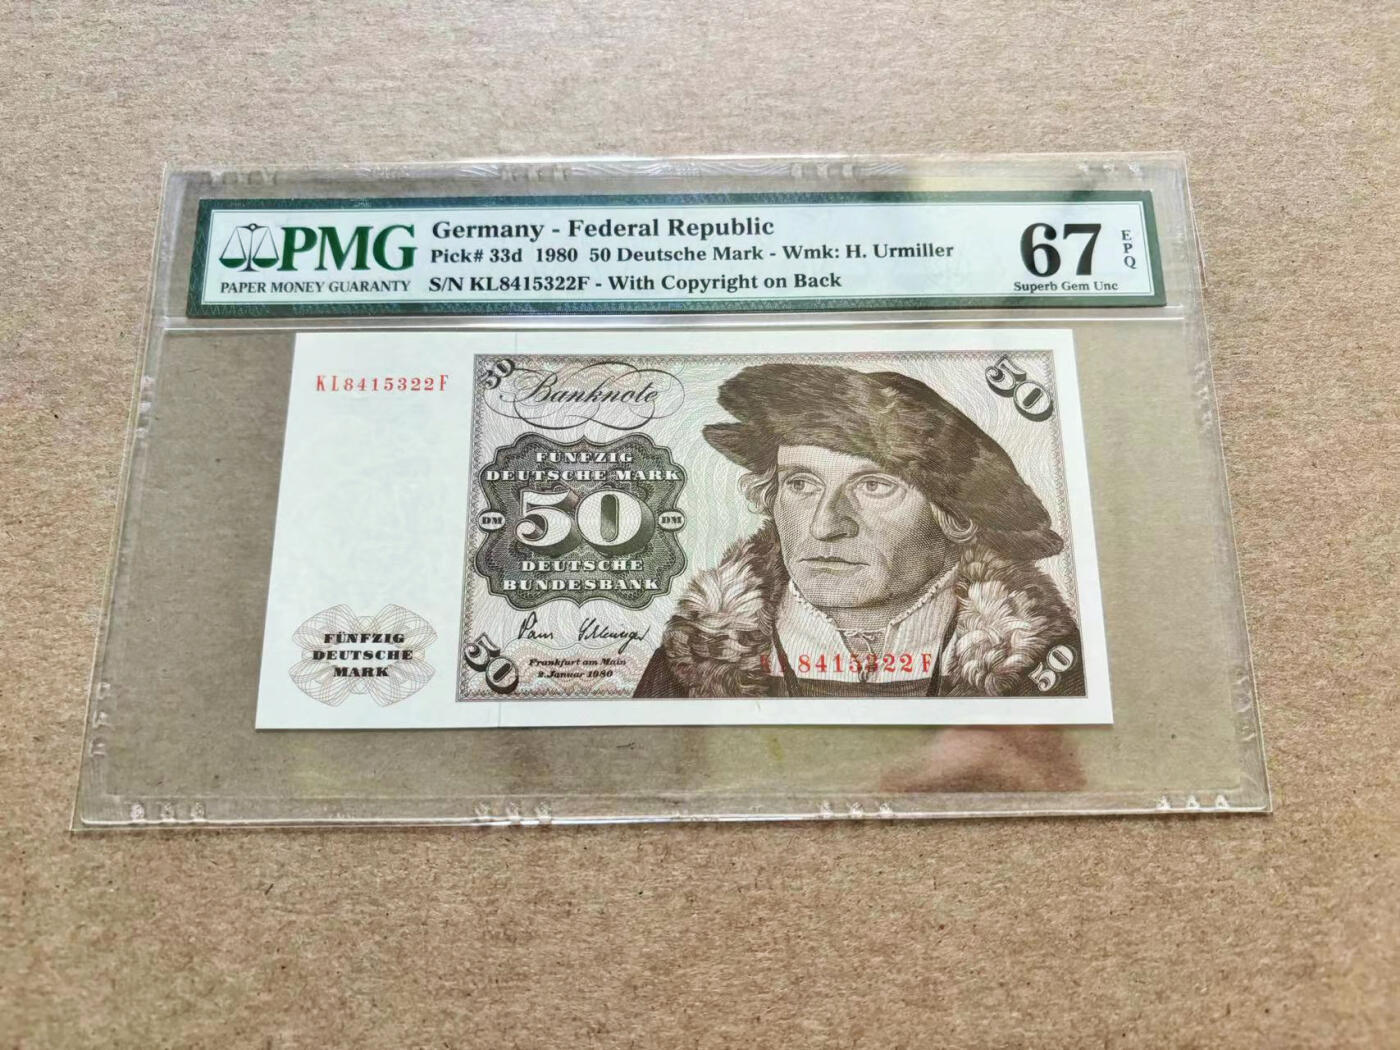 PMG
PAPER MONEY GUARANTY
Germany - Federal Republic
Pick# 33d 1980 50 Deutsche Mark - Wmk: H. Urmiller
S/N KL8415322F - With Copyright on Back
67
EPQ
Superb Gem Unc
KL8415322F
50
Banknote
50
FÜNFZIG
DEUTSCHE MARK
DM 50 DM
DEUTSCHE
BUNDESBANK
FÜNFZIG
DEUTSCHE
MARK
50
Frankfurt am Main
2. Januar 1980
KL8415322F
50